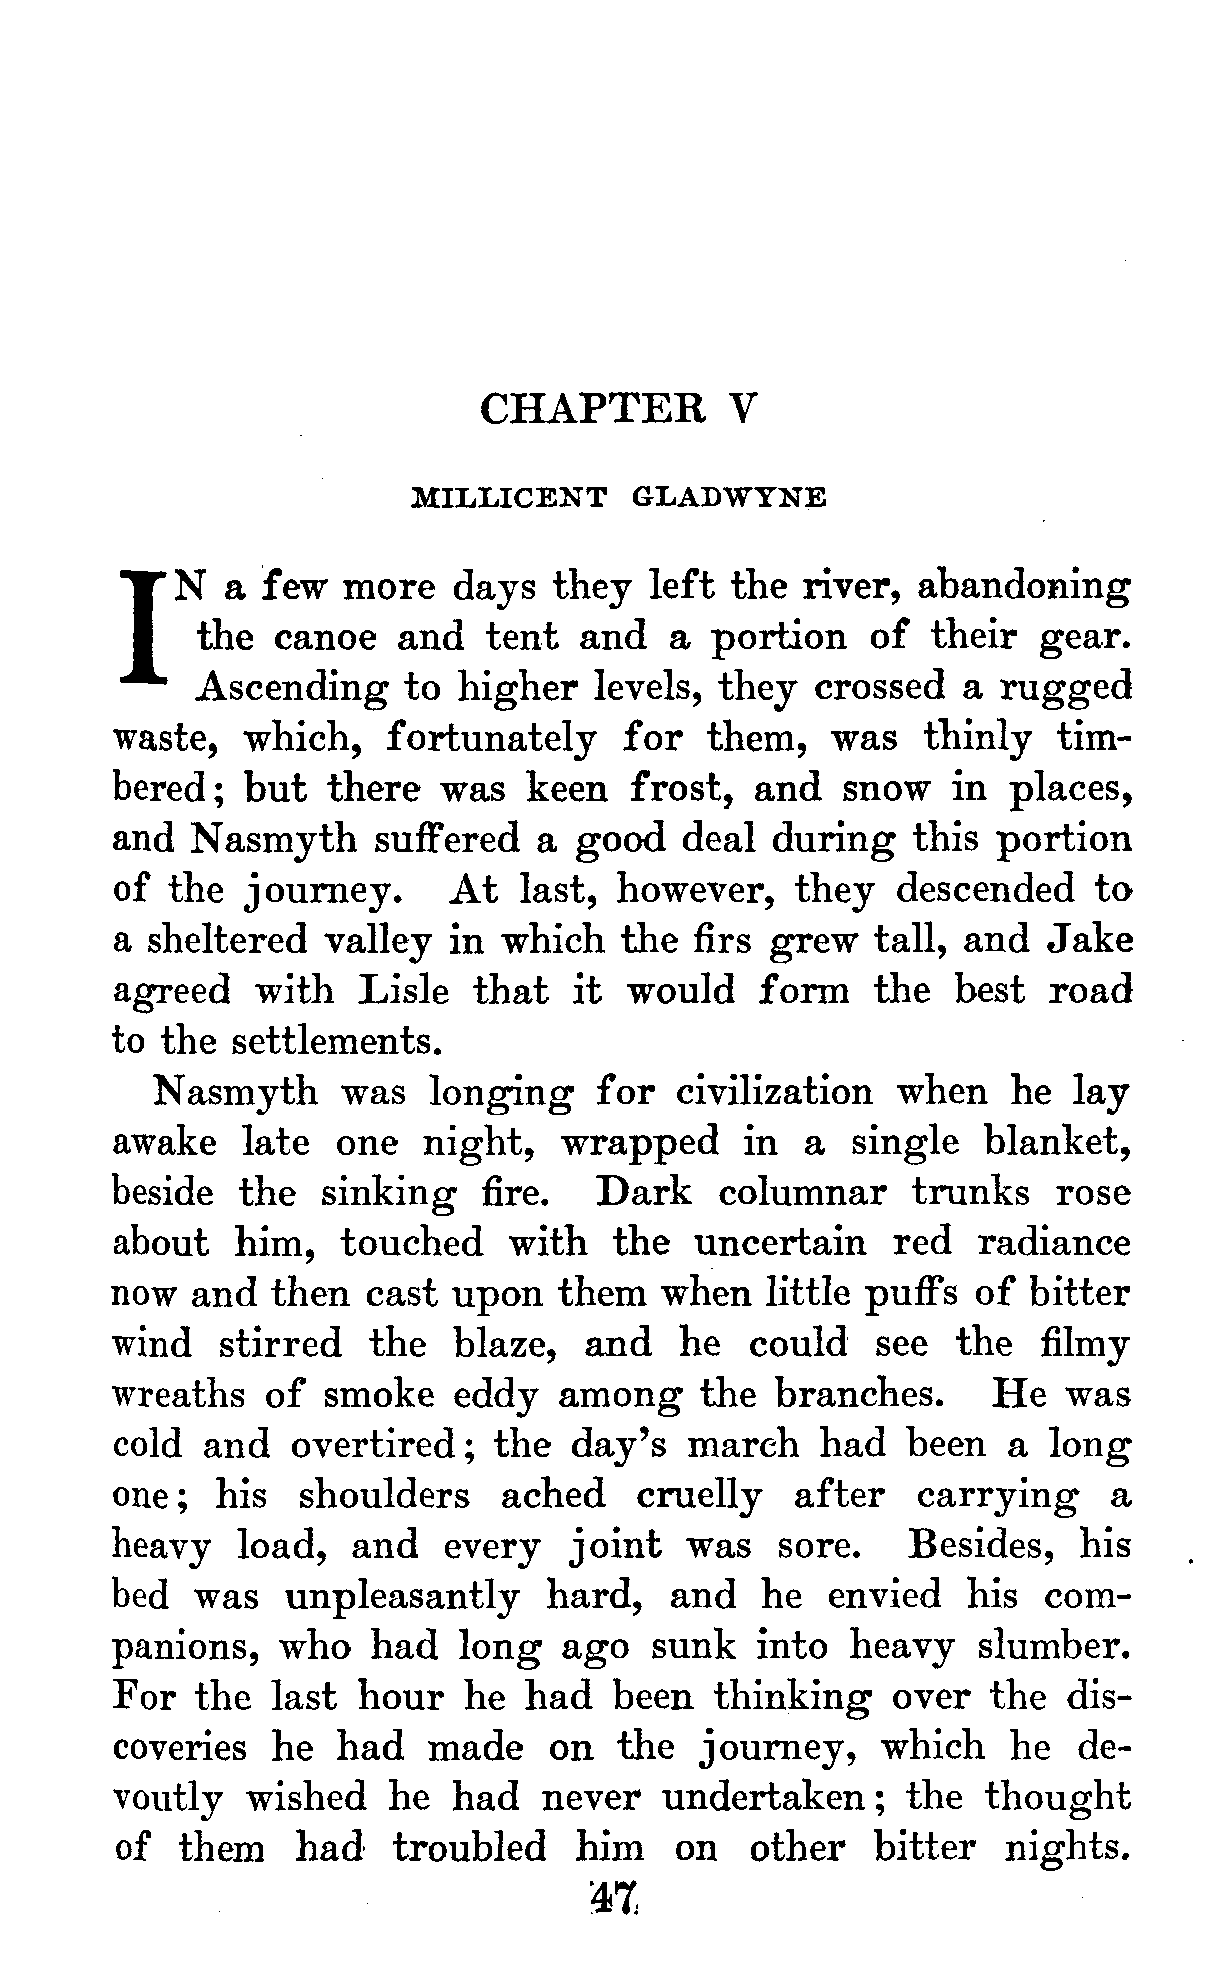 CHAPTER V
MILLICENT GLADWYNE
IN a few more days they left the river, abandoning
the canoe and tent and a portion of their gear.
Ascending to higher levels, they crossed a rugged
waste, which, fortunately for them, was thinly tim-
bered; but there was keen frost, and snow in places,
and Nasmyth suffered a good deal during this portion
of the journey. At last, however, they descended to
a sheltered valley in which the firs grew tall, and Jake
agreed with Lisle that it would form the best road
to the settlements.
Nasmyth was longing for civilization when he lay
awake late one night, wrapped in a single blanket,
beside the sinking fire. Dark columnar trunks rose
about him, touched with the uncertain red radiance
now and then cast upon them when little puffs of bitter
wind stirred the blaze, and he could see the filmy
wreaths of smoke eddy among the branches. He was
cold and overtired; the day's march had been a long
one; his shoulders ached cruelly after carrying a
heavy load, and every joint was sore. Besides, his
bed was unpleasantly hard, and he envied his com-
panions, who had long ago sunk into heavy slumber.
For the last hour he had been thinking over the dis-
coveries he had made on the journey, which he de-
voutly wished he had never undertaken; the thought
of them had troubled him on other bitter nights.
47